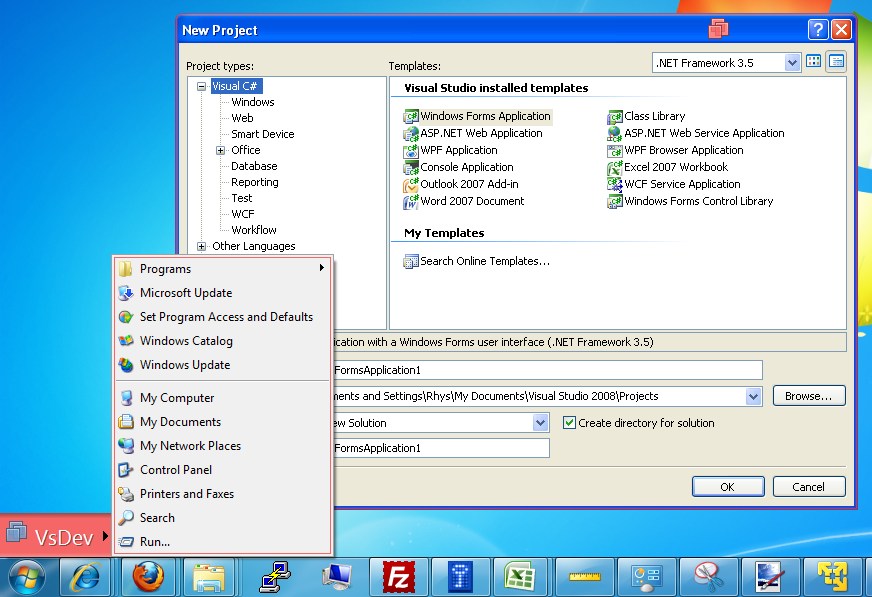 New Project
Project types:
Templates:
.NET Framework 3.5
Visual C#
Windows
Web
Smart Device
Office
Database
Reporting
Test
WCF
Workflow
Other Languages
Visual Studio installed templates
Windows Forms Application
Class Library
ASP.NET Web Application
ASP.NET Web Service Application
WPF Application
WPF Browser Application
Console Application
Excel 2007 Workbook
Outlook 2007 Add-in
WCF Service Application
Word 2007 Document
Windows Forms Control Library
My Templates
Search Online Templates...
ication with a Windows Forms user interface (.NET Framework 3.5)
FormsApplication1
ments and Settings\Rhys\My Documents\Visual Studio 2008\Projects
Browse...
ew Solution
Create directory for solution
FormsApplication1
OK
Cancel
Programs
Microsoft Update
Set Program Access and Defaults
Windows Catalog
Windows Update
My Computer
My Documents
My Network Places
Control Panel
Printers and Faxes
Search
Run...
VsDev
Fz